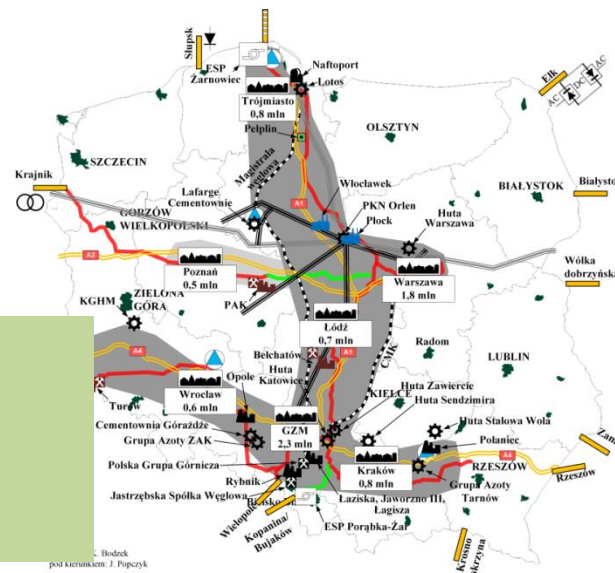 Słupsk
ESP
Żarnowiec
Naftoport
Lotos
Trójmiasto
0,8 mln
Pelplin
Ełk
AC
DC
AC
OLSZTYN
SZCZECIN
Magistrala
węglowa
Krajnik
Lafarge
Cementownie
A1
Włocławek
PKN Orlen
Płock
Huta
Warszawa
BIAŁYSTOK
Białystok
GORZÓW
WIELKOPOLSKI
A2
Poznań
0,5 mln
Warszawa
1,8 mln
Wólka
dobrzyńska
KGHM
ZIELONA
GÓRA
PAK
Łódź
0,7 mln
A4
Bełchatów
Huta
Katowice
A1
CMK
Radom
LUBLIN
Wrocław
0,6 mln
Opole
Turów
KIELCE
Huta Zawiercie
Huta Sendzimira
Cementownia Górażdże
Grupa Azoty ZAK
GZM
2,3 mln
Huta Stalowa Wola
Połaniec
Polska Grupa Górnicza
Rybnik
Kraków
0,8 mln
RZESZÓW
A4
Rzeszów
Jastrzębska Spółka Węglowa
Łaziska, Jaworzno III,
Łagisza
Grupa Azoty
Tarnów
Wielopole
Kopanina/
Bujaków
ESP Porąbka-Żar
Krosno
K. Bodzek
pod kierunkiem: J. Popczyk